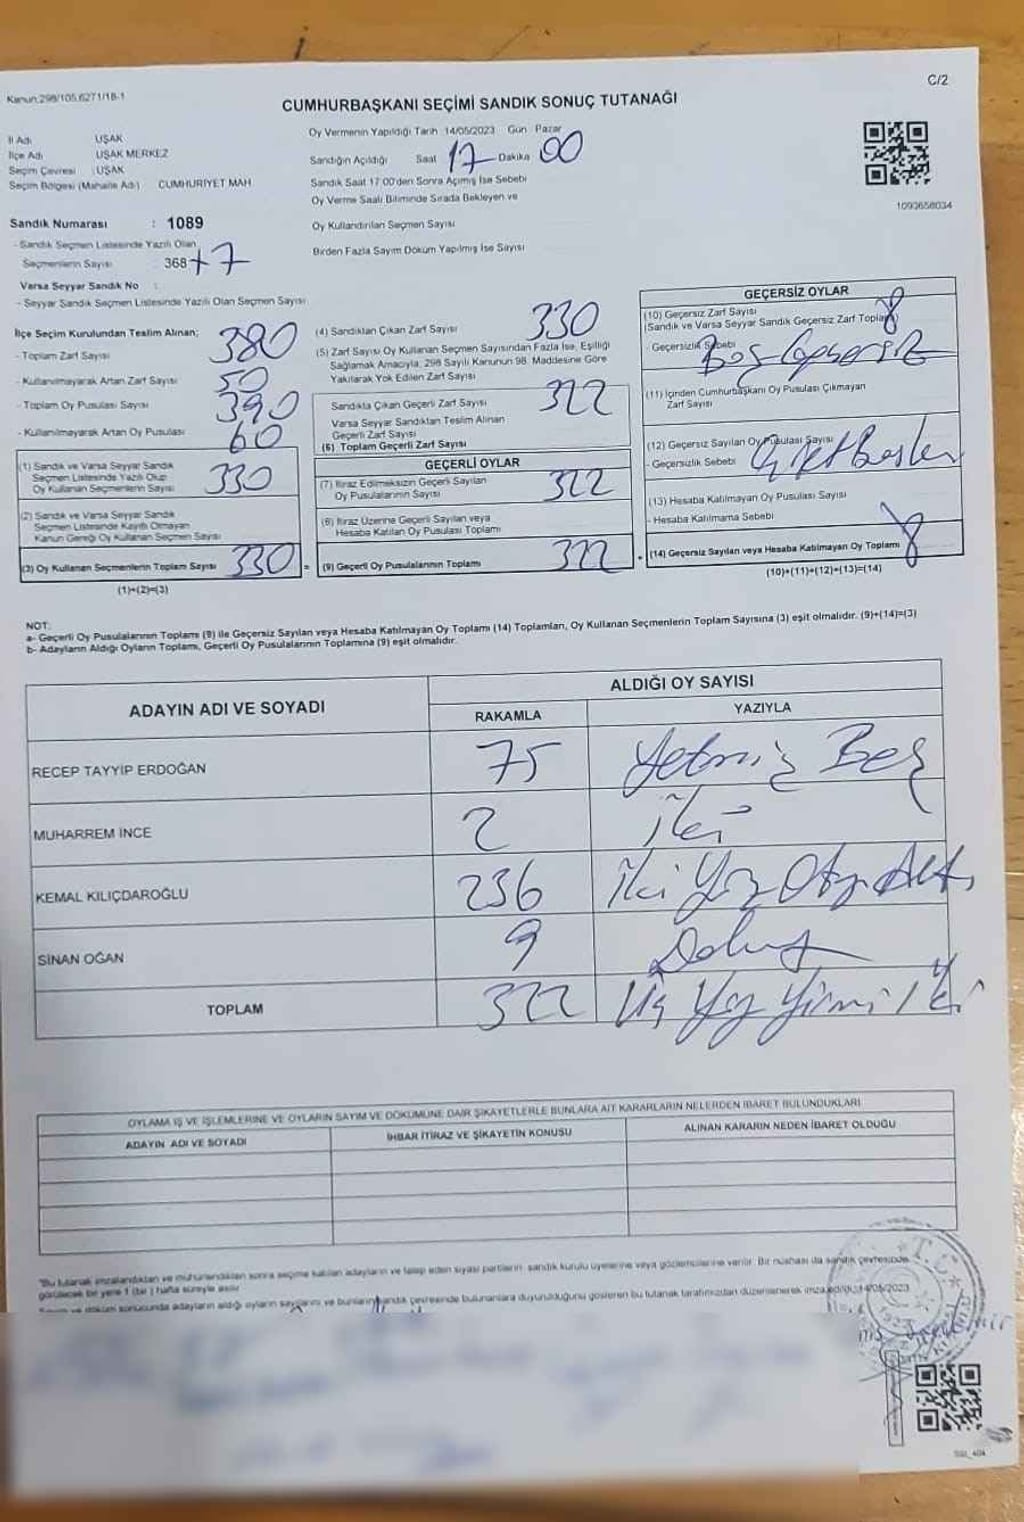 C/2
Kanun:298/105,6271/18-1
CUMHURBAŞKANI SEÇİMİ SANDIK SONUÇ TUTANAĞI
İl Adı UŞAK
İlçe Adı UŞAK MERKEZ
Seçim Çevresi :UŞAK
Seçim Bölgesi (Mahalle Adı) CUMHURİYET MAH
Sandık Numarası : 1089
- Sandık Seçmen Listesinde Yazılı Olan
Seçmenlerin Sayısı : 368+7
Varsa Seyyar Sandık No :
- Seyyar Sandık Seçmen Listesinde Yazılı Olan Seçmen Sayısı
Oy Vermenin Yapıldığı Tarih 14/05/2023 Gün Pazar
Sandığın Açıldığı Saat 17 Dakika 00
Sandık Saat 17:00'den Sonra Açılmış İse Sebebi
Oy Verme Saati Bitiminde Sırada Bekleyen ve
Oy Kullandırılan Seçmen Sayısı
Birden Fazla Sayım Döküm Yapılmış İse Sayısı
1093658034
İlçe Seçim Kurulundan Teslim Alınan;
- Toplam Zarf Sayısı 380
- Kullanılmayarak Artan Zarf Sayısı 50
- Toplam Oy Pusulası Sayısı 390
- Kullanılmayarak Artan Oy Pusulası 60
(1) Sandık ve Varsa Seyyar Sandık
Seçmen Listesinde Yazılı Olup
Oy Kullanan Seçmenlerin Sayısı 330
(2) Sandık ve Varsa Seyyar Sandık
Seçmen Listesinde Kayıtlı Olmayan
Kanun Gereği Oy Kullanan Seçmen Sayısı
(3) Oy Kullanan Seçmenlerin Toplam Sayısı 330 =
(1)+(2)=(3)
(4) Sandıktan Çıkan Zarf Sayısı 330
(5) Zarf Sayısı Oy Kullanan Seçmen Sayısından Fazla İse, Eşitliği
Sağlamak Amacıyla, 298 Sayılı Kanunun 98. Maddesine Göre
Yakılarak Yok Edilen Zarf Sayısı
Sandıkta Çıkan Geçerli Zarf Sayısı 322
Varsa Seyyar Sandıktan Teslim Alınan
Geçerli Zarf Sayısı
(6) Toplam Geçerli Zarf Sayısı
GEÇERLİ OYLAR
(7) İtiraz Edilmeksizin Geçerli Sayılan
Oy Pusulalarının Sayısı 322
(8) İtiraz Üzerine Geçerli Sayılan veya
Hesaba Katılan Oy Pusulası Toplamı
(9) Geçerli Oy Pusulalarının Toplamı 322 +
GEÇERSİZ OYLAR
(10) Geçersiz Zarf Sayısı
(Sandık ve Varsa Seyyar Sandık Geçersiz Zarf Toplamı) 8
- Geçersizlik Sebebi Boş Geçersiz
(11) İçinden Cumhurbaşkanı Oy Pusulası Çıkmayan
Zarf Sayısı
(12) Geçersiz Sayılan Oy Pusulası Sayısı
- Geçersizlik Sebebi
(13) Hesaba Katılmayan Oy Pusulası Sayısı
- Hesaba Katılmama Sebebi
(14) Geçersiz Sayılan veya Hesaba Katılmayan Oy Toplamı 8
(10)+(11)+(12)+(13)=(14)
NOT:
a- Geçerli Oy Pusulalarının Toplamı (9) ile Geçersiz Sayılan veya Hesaba Katılmayan Oy Toplamı (14) Toplamları, Oy Kullanan Seçmenlerin Toplam Sayısına (3) eşit olmalıdır. (9)+(14)=(3)
b- Adayların Aldığı Oyların Toplamı, Geçerli Oy Pusulalarının Toplamına (9) eşit olmalıdır.
ADAYIN ADI VE SOYADI ALDIĞI OY SAYISI
RAKAMLA YAZIYLA
RECEP TAYYİP ERDOĞAN 75 Yetmiş Beş
MUHARREM İNCE 2 İki
KEMAL KILIÇDAROĞLU 236 İki Yüz Otuz Altı
SİNAN OĞAN 9 Dokuz
TOPLAM 322 Üç Yüz Yirmi İki
OYLAMA İŞ VE İŞLEMLERİNE VE OYLARIN SAYIM VE DÖKÜMÜNE DAİR ŞİKAYETLERLE BUNLARA AİT KARARLARIN NELERDEN İBARET BULUNDUKLARI
ADAYIN ADI VE SOYADI İHBAR İTİRAZ VE ŞİKAYETİN KONUSU ALINAN KARARIN NEDEN İBARET OLDUĞU
"Bu tutanak imzalandıktan ve mühürlendikten sonra seçime katılan adayların ve talep eden siyasi partilerin sandık kurulu üyelerine veya gözlemcilerine verilir. Bir nüshası da sandık çevresinde
görülecek bir yere 1 (bir) hafta süreyle asılır.
Sayım ve döküm sonucunda adayların aldığı oyların sayılarını ve bunların sandık çevresinde bulunanlara duyurulduğunu gösteren bu tutanak tarafımızdan düzenlenerek imza edildi.14/05/2023
T.C.